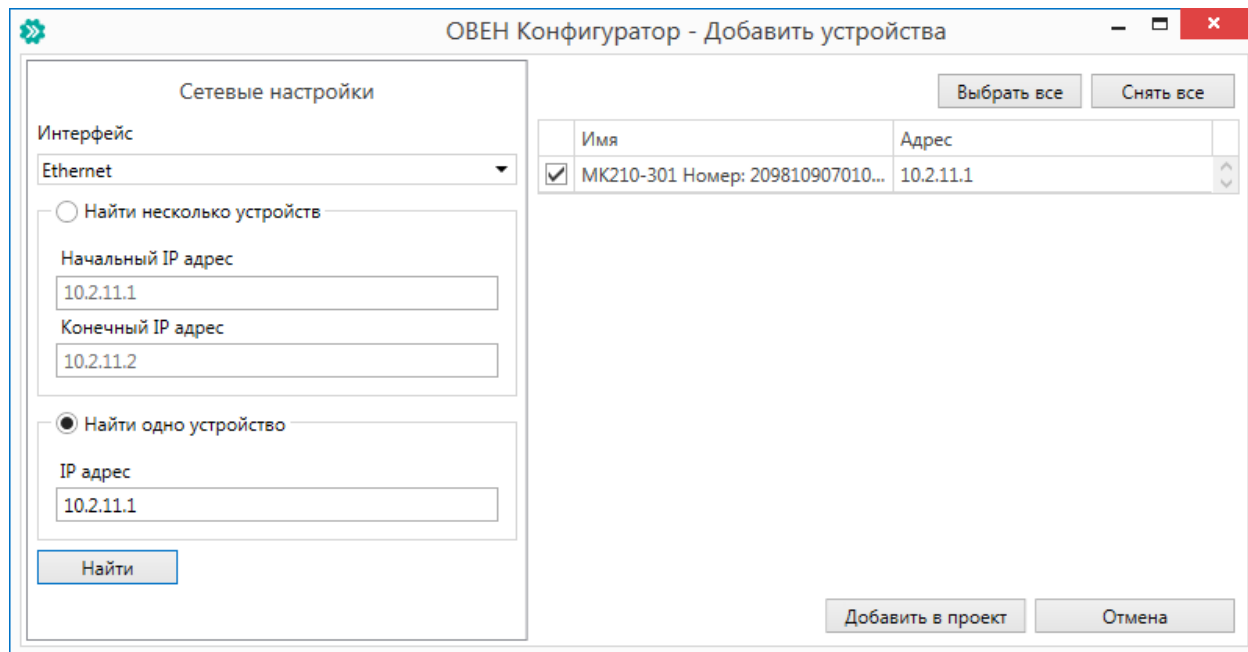 ОВЕН Конфигуратор - Добавить устройства
Сетевые настройки
Интерфейс
Ethernet
Найти несколько устройств
Начальный IP адрес
10.2.11.1
Конечный IP адрес
10.2.11.2
Найти одно устройство
IP адрес
10.2.11.1
Найти
Выбрать все Снять все
Имя Адрес
МК210-301 Номер: 209810907010... 10.2.11.1
Добавить в проект Отмена